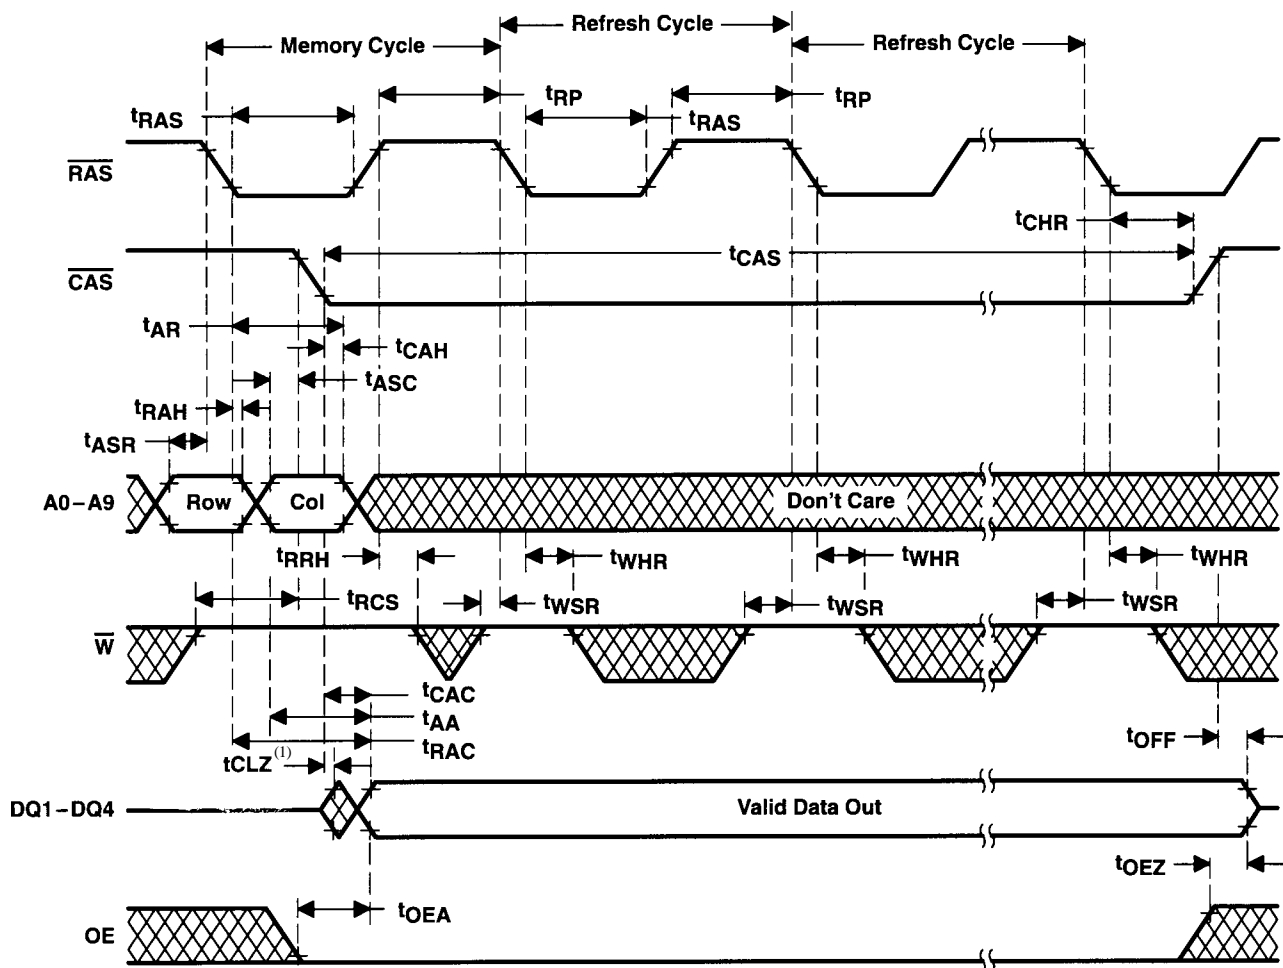 Memory Cycle
Refresh Cycle
Refresh Cycle
tRAS
tRP
tRAS
tRP
RAS
tCHR
CAS
tCAS
tAR
tCAH
tASC
tRAH
tASR
A0–A9
Row
Col
Don't Care
tRRH
tWHR
tWHR
tWHR
tRCS
tWSR
tWSR
tWSR
W
tCAC
tAA
tRAC
tOFF
tCLZ(1)
DQ1–DQ4
Valid Data Out
tOEZ
tOEA
OE